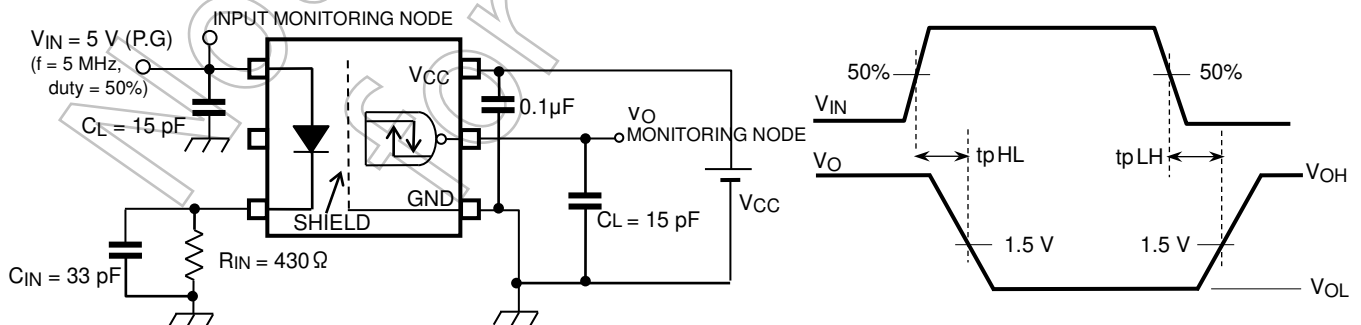 INPUT MONITORING NODE
VIN = 5 V (P.G)
(f = 5 MHz,
duty = 50%)
CL = 15 pF
VCC
0.1μF
VO
MONITORING NODE
GND
SHIELD
CL = 15 pF
VCC
CIN = 33 pF
RIN = 430 Ω
50%
50%
VIN
tpHL
tpLH
VO
VOH
1.5 V
1.5 V
VOL